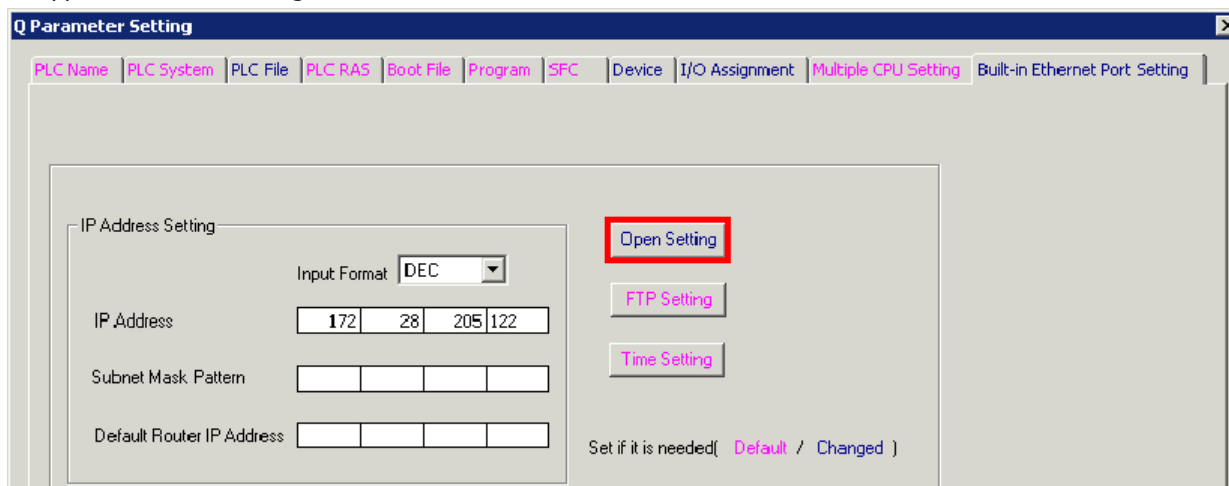 Q Parameter Setting
PLC Name PLC System PLC File PLC RAS Boot File Program SFC Device I/O Assignment Multiple CPU Setting Built-in Ethernet Port Setting
IP Address Setting
Open Setting
Input Format DEC
FTP Setting
IP Address 172 28 205 122
Time Setting
Subnet Mask Pattern
Default Router IP Address
Set if it is needed( Default / Changed )